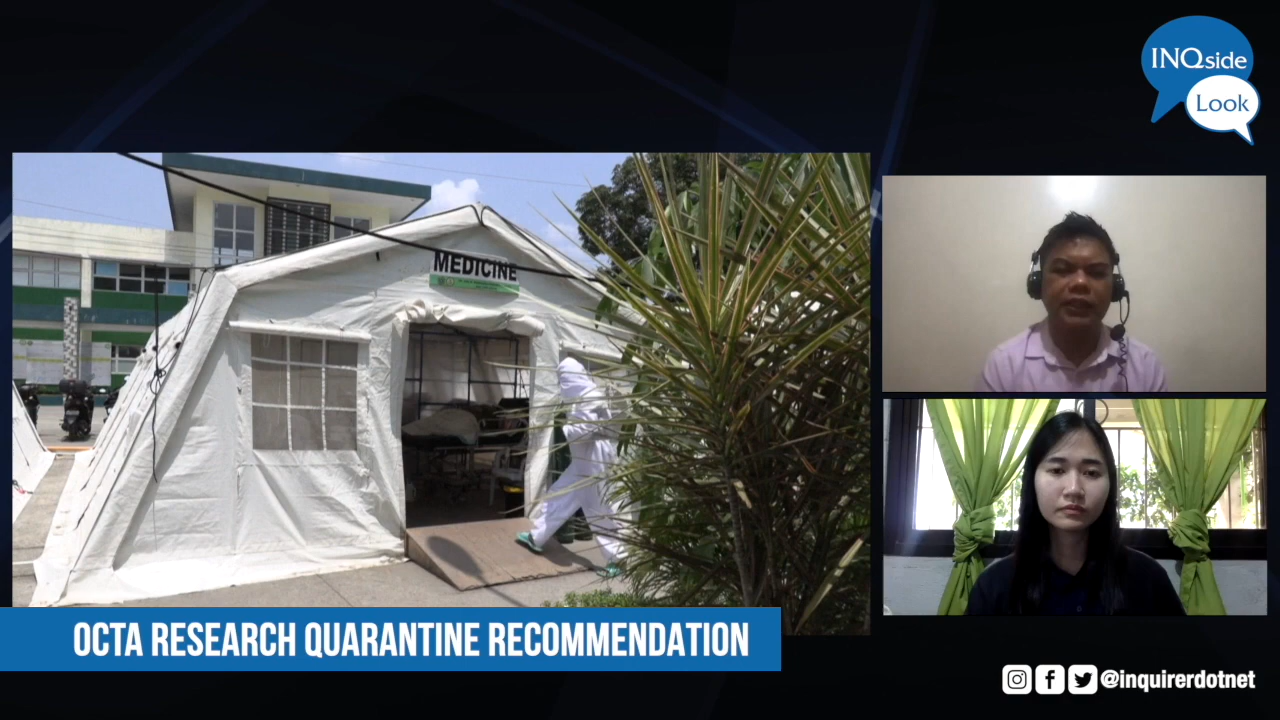 INQside
Look
MEDICINE
OCTA RESEARCH QUARANTINE RECOMMENDATION
@inquirerdotnet